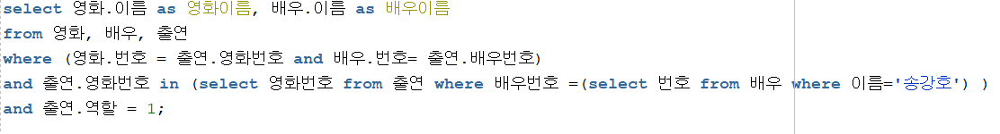 select 영화.이름 as 영화이름, 배우.이름 as 배우이름
from 영화, 배우, 출연
where (영화.번호 = 출연.영화번호 and 배우.번호= 출연.배우번호)
and 출연.영화번호 in (select 영화번호 from 출연 where 배우번호 =(select 번호 from 배우 where 이름='송강호') )
and 출연.역할 = 1;